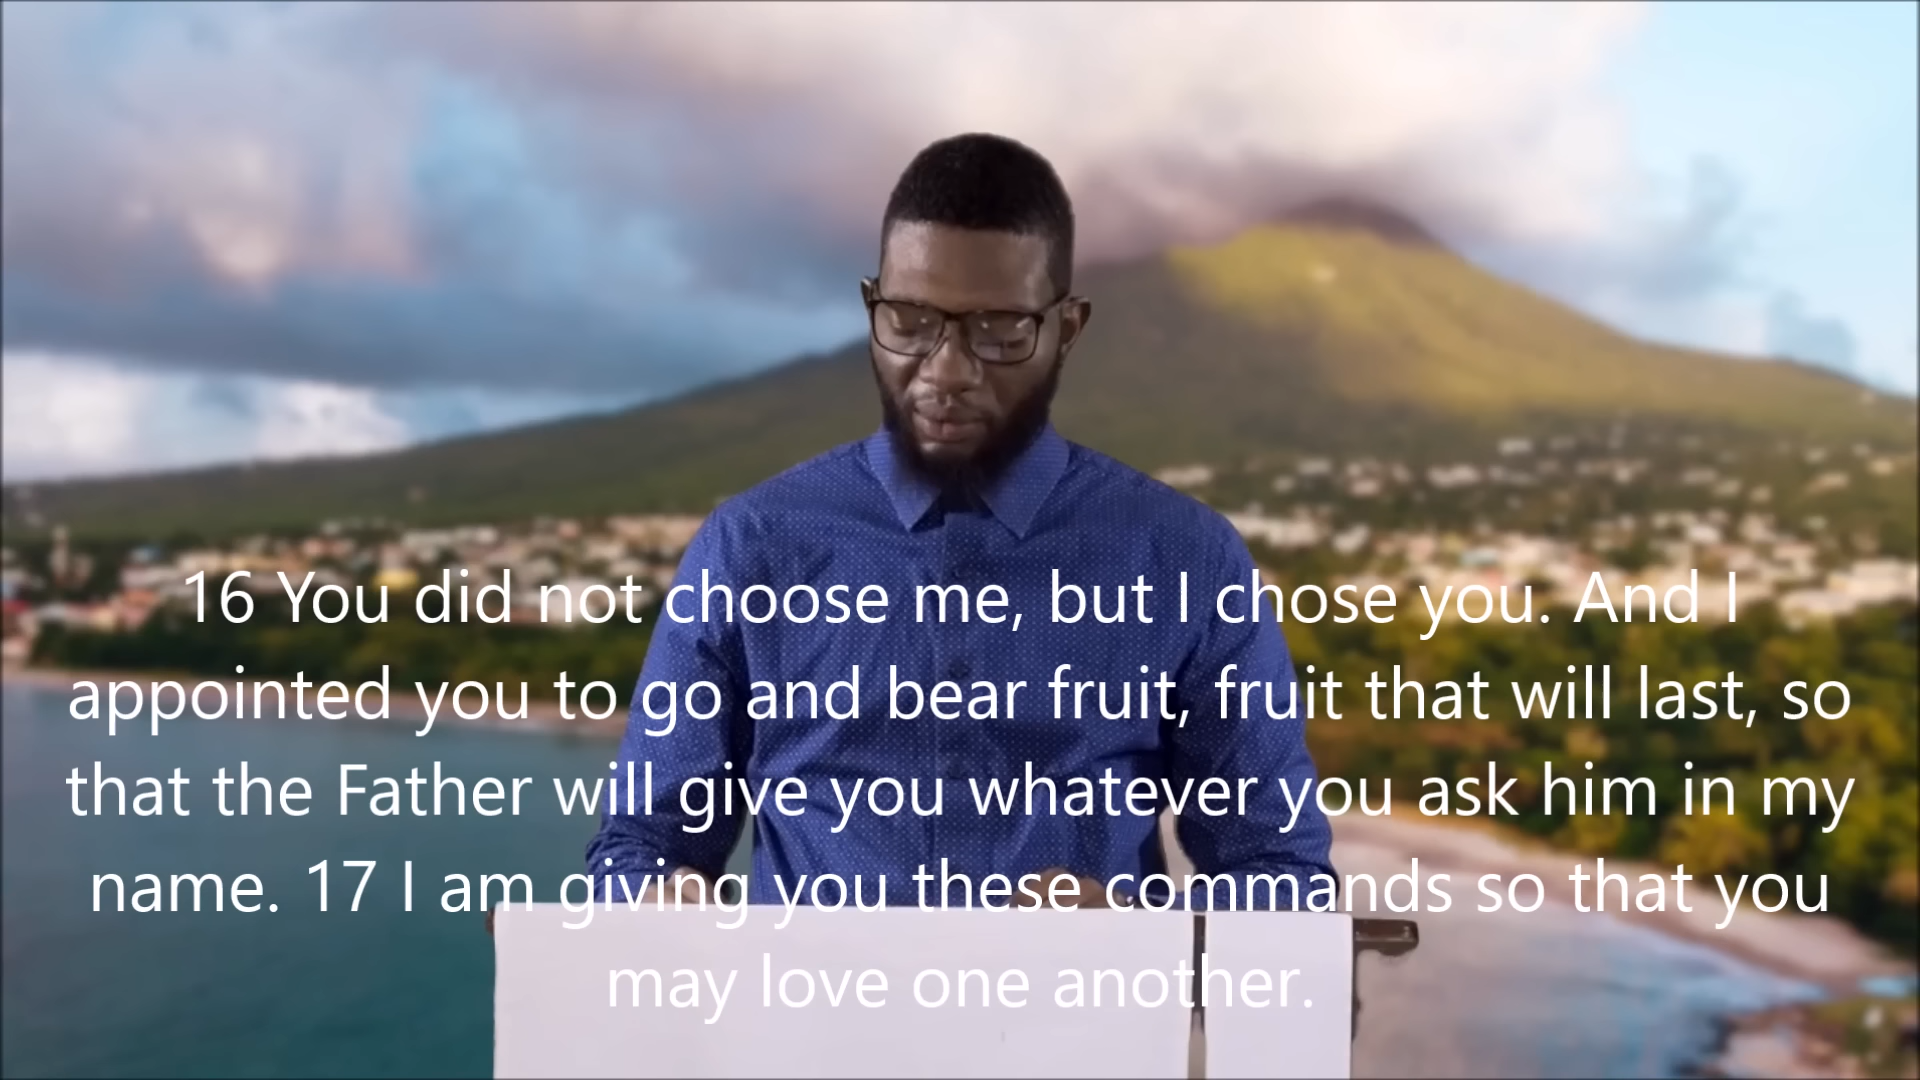 16 You did not choose me, but I chose you. And I
appointed you to go and bear fruit, fruit that will last, so
that the Father will give you whatever you ask him in my
name. 17 I am giving you these commands so that you
may love one another.